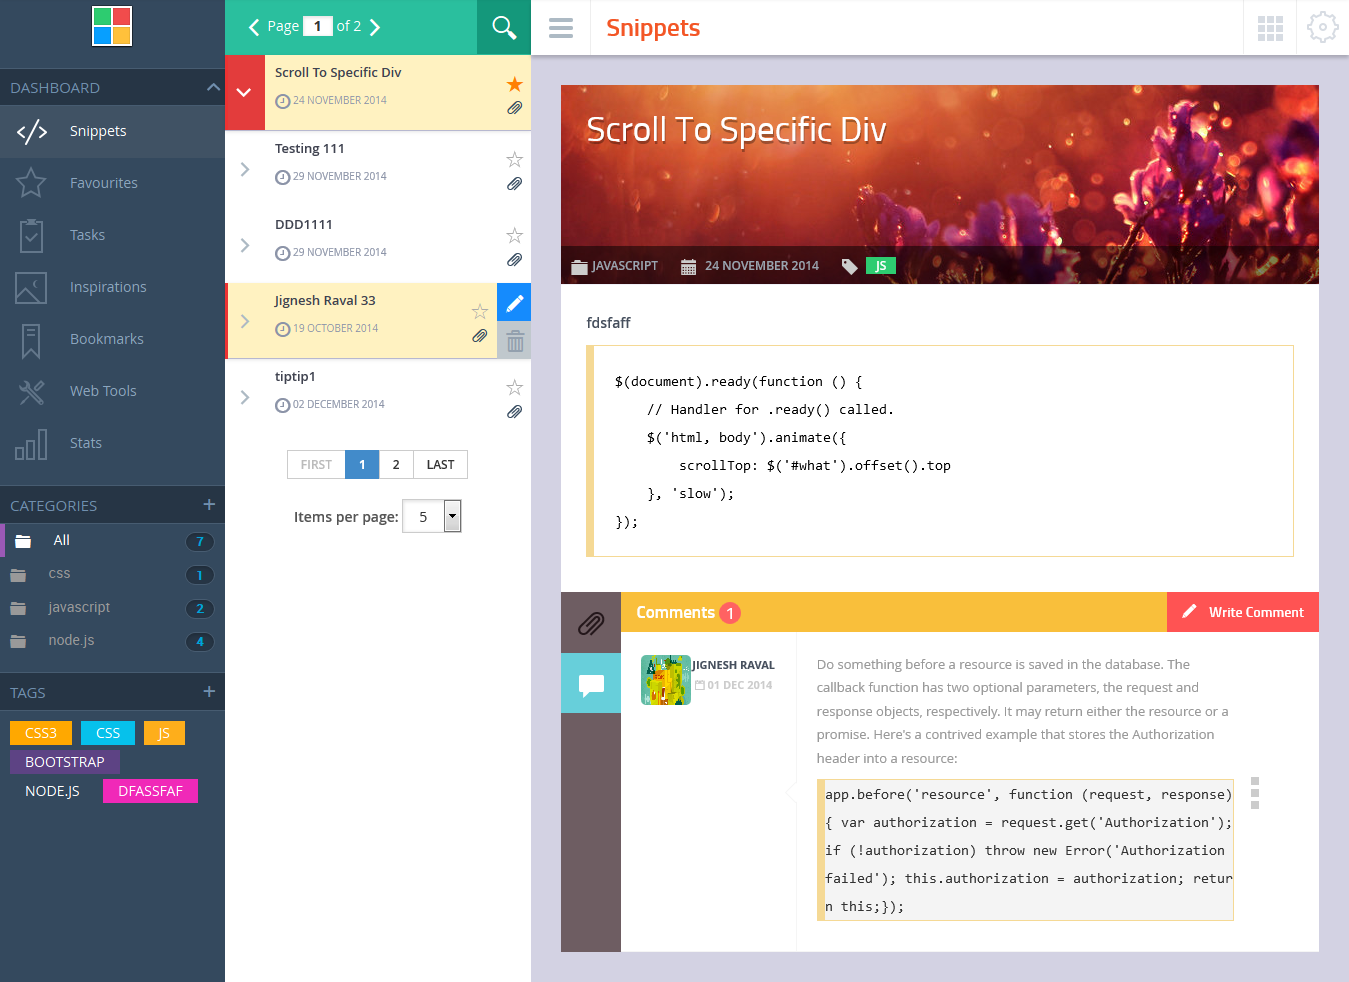 DASHBOARD
Snippets
Favourites
Tasks
Inspirations
Bookmarks
Web Tools
Stats
CATEGORIES +
All 7
css 1
javascript 2
node.js 4
TAGS +
CSS3 CSS JS
BOOTSTRAP
NODE.JS DFASSFAF
Page 1 of 2
Scroll To Specific Div
24 NOVEMBER 2014
Testing 111
29 NOVEMBER 2014
DDD1111
29 NOVEMBER 2014
Jignesh Raval 33
19 OCTOBER 2014
tiptip1
02 DECEMBER 2014
FIRST 1 2 LAST
Items per page: 5
Snippets
Scroll To Specific Div
JAVASCRIPT 24 NOVEMBER 2014 JS
fdsfaff
$(document).ready(function () {
// Handler for .ready() called.
$('html, body').animate({
scrollTop: $('#what').offset().top
}, 'slow');
});
Comments 1 Write Comment
JIGNESH RAVAL
01 DEC 2014
Do something before a resource is saved in the database. The
callback function has two optional parameters, the request and
response objects, respectively. It may return either the resource or a
promise. Here's a contrived example that stores the Authorization
header into a resource:
app.before('resource', function (request, response)
{ var authorization = request.get('Authorization');
if (!authorization) throw new Error('Authorization
failed'); this.authorization = authorization; retur
n this;});